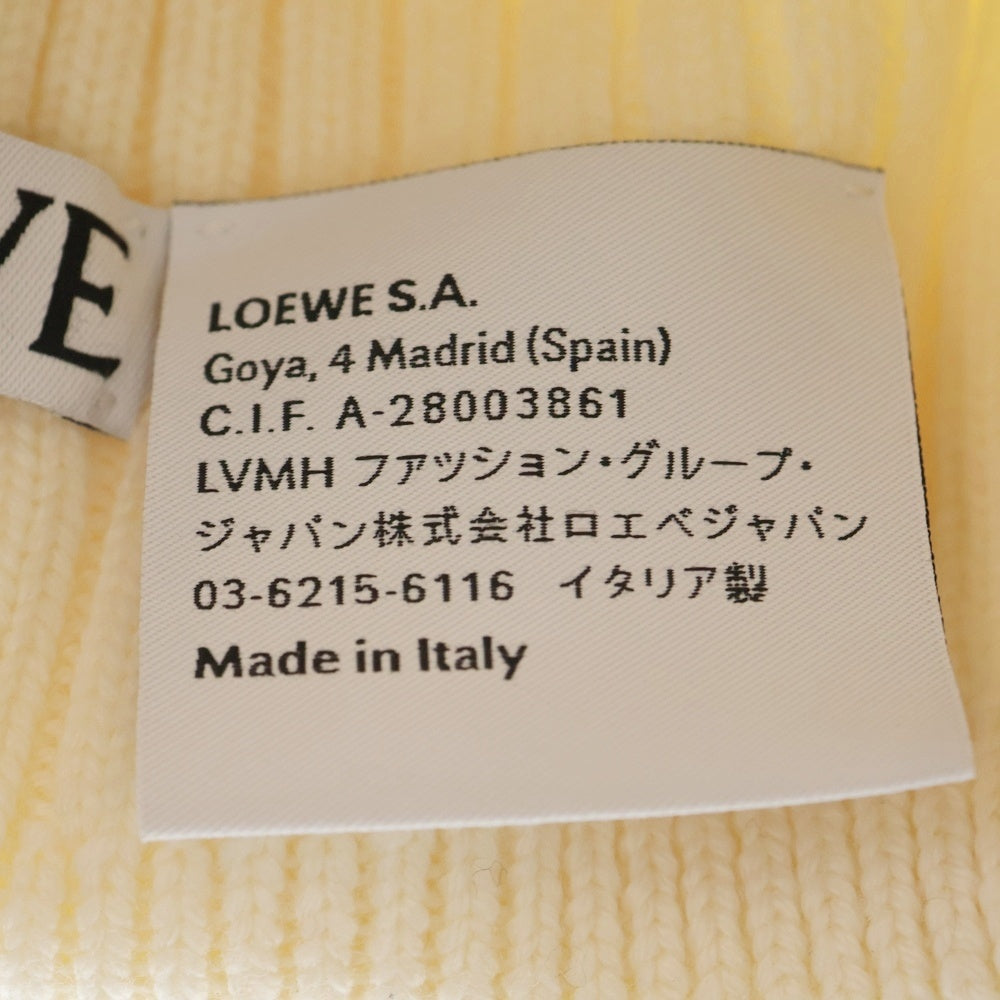 VE
LOEWE S.A.
Goya, 4 Madrid (Spain)
C.I.F. A-28003861
LVMH ファッション・グループ・
ジャパン株式会社ロエベジャパン
03-6215-6116 イタリア製
Made in Italy